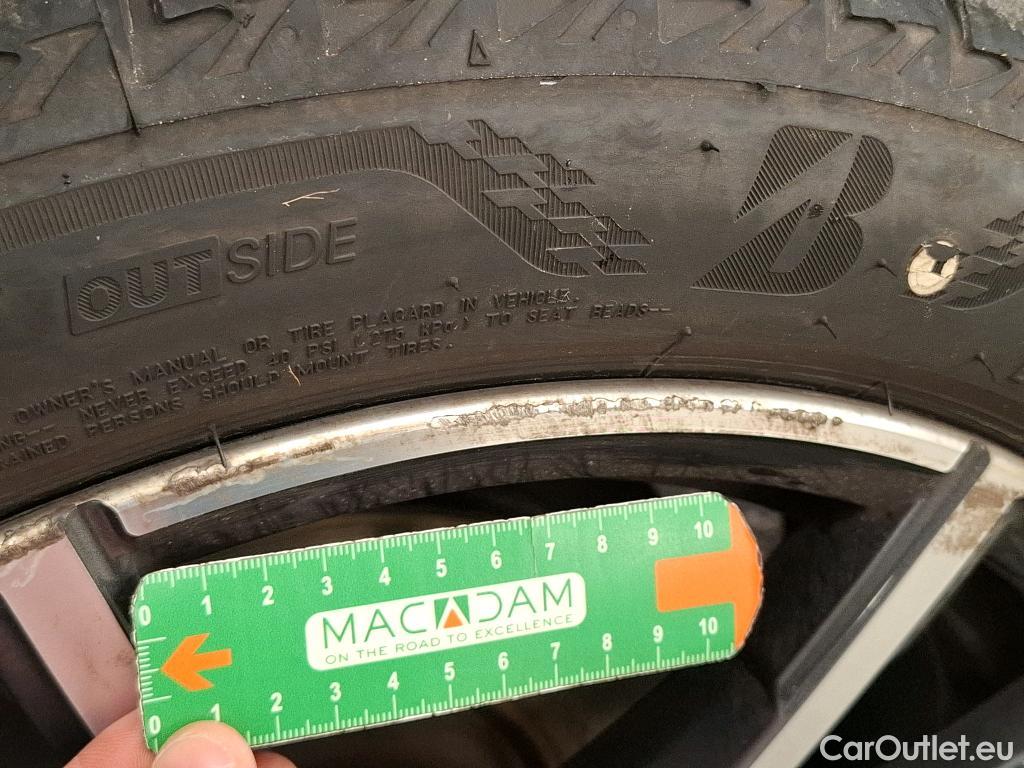 OUTSIDE
OWNER'S MANUAL OR TIRE PLACARD IN VEHICLE.
NEVER EXCEED 40 PSI (275 KPa) TO SEAT BEADS--
PERSONS SHOULD MOUNT TIRES.
B
0 1 2 3 4 5 6 7 8 9 10
MACADAM
ON THE ROAD TO EXCELLENCE
0 1 2 3 4 5 6 7 8 9 10
CarOutlet.eu